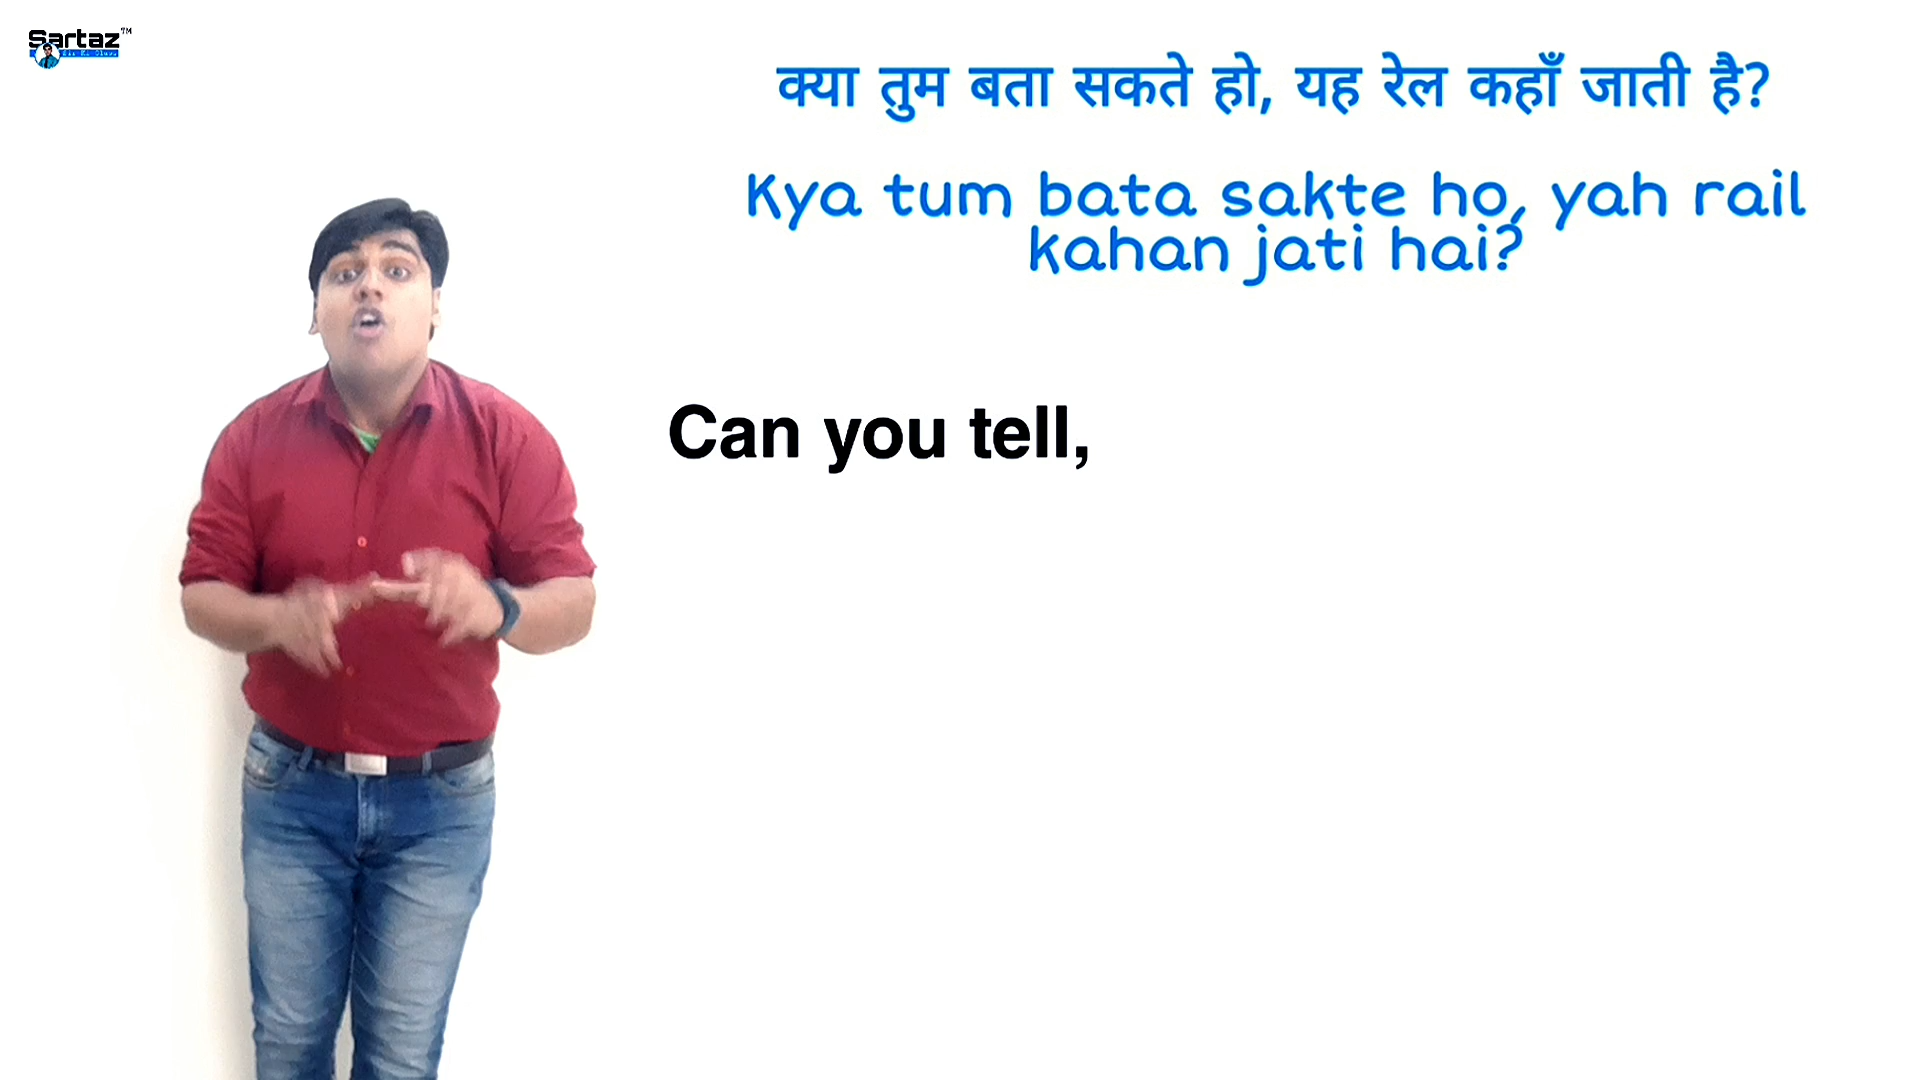 Sartaz™
क्या तुम बता सकते हो, यह रेल कहाँ जाती है?
Kya tum bata sakte ho, yah rail
kahan jati hai?
Can you tell,